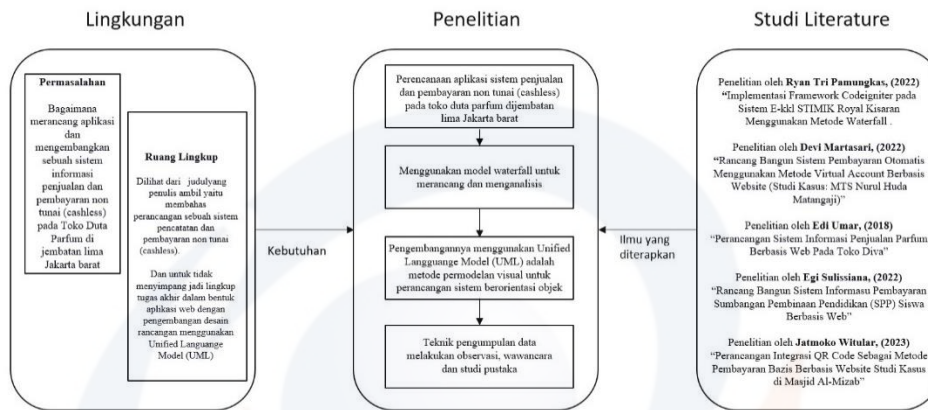 Lingkungan
Permasalahan
Bagaimana
merancang aplikasi
dan
mengembangkan
sebuah sistem
informasi
penjualan dan
pembayaran non
tunai (cashless)
pada Toko Duta
Parfum di
jembatan lima
Jakarta barat
Ruang Lingkup
Dilihat dari judulyang
penulis ambil yaitu
membahas
perancangan sebuah sistem
pencatatan dan
pembayaran non tunai
(cashless).
Dan untuk tidak
menyimpang jadi lingkup
tugas akhir dalam bentuk
aplkasi web dengan
pengembangan desain
rancangan menggunakan
Unified Languange
Model (UML)
Kebutuhan
Penelitian
Perencanaan aplikasi sistem penjualan
dan pembayaran non tunai (cashless)
pada toko duta parfum dijembatan
lima Jakarta barat
Menggunakan model waterfall untuk
merancang dan menganalisis
Pengembangannya menggunakan Unified
Langguange Model (UML) adalah
metode permodelan visual untuk
perancangan sistem berorientasi objek
Teknik pengumpulan data
melakukan observasi, wawancara
dan studi pustaka
Ilmu yang
diterapkan
Studi Literature
Penelitian oleh Ryan Tri Pamungkas, (2022)
“Implementasi Framework Codeigniter pada
Sistem E-kkl STIMIK Royal Kisaran
Menggunakan Metode Waterfall .
Penelitian oleh Devi Martasari, (2022)
“Rancang Bangun Sistem Pembayaran Otomatis
Menggunakan Metode Virtual Account Berbasis
Website (Studi Kasus: MTS Nurul Huda
Matangaji)”
Penelitian oleh Edi Umar, (2018)
“Perancangan Sistem Informasi Penjualan Parfum
Berbasis Web Pada Toko Diva”
Penelitian oleh Egi Sulissiana, (2022)
“Rancang Bangun Sistem Informasu Pembayaran
Sumbangan Pembinaan Pendidikan (SPP) Siswa
Berbasis Web”
Penelitian oleh Jatmoko Witular, (2023)
“Perancangan Integrasi QR Code Sebagai Metode
Pembayaran Bazis Berbasis Website Studi Kasus
di Masjid Al-Mizab”